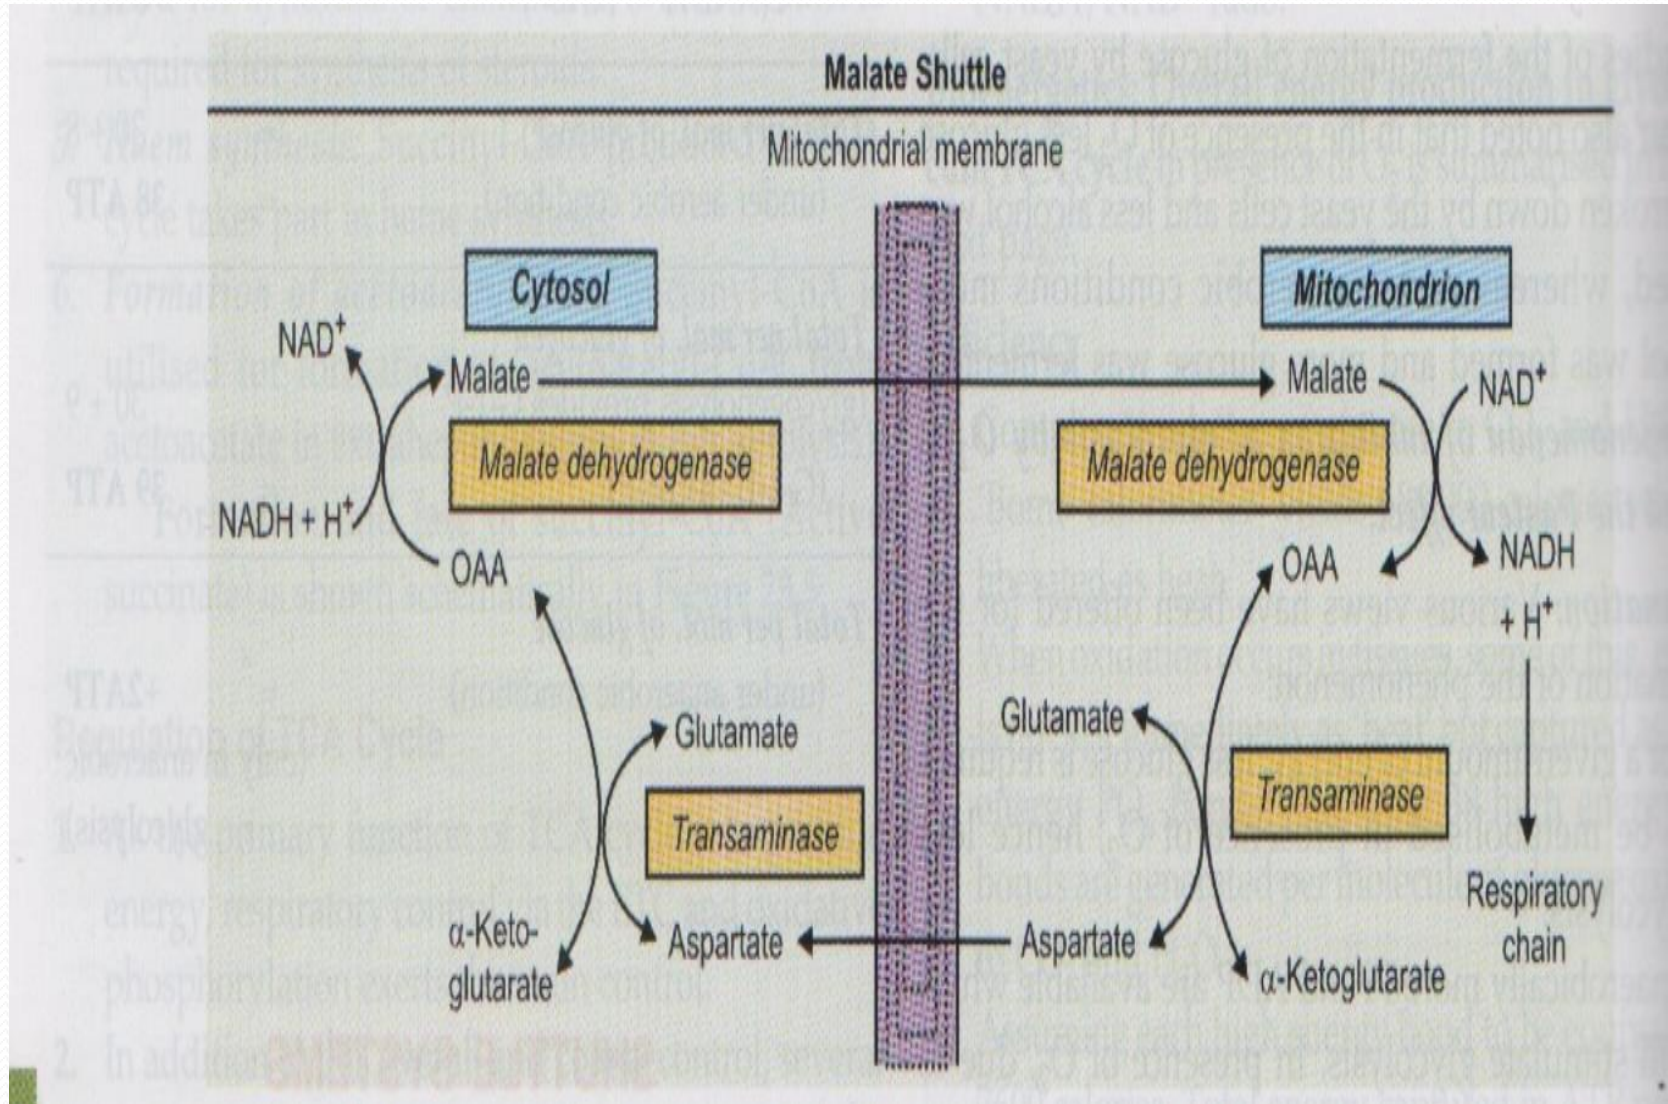 Malate Shuttle
Mitochondrial membrane
Cytosol
Mitochondrion
NAD+
Malate
Malate
NAD+
Malate dehydrogenase
Malate dehydrogenase
NADH + H+
OAA
OAA
NADH
+ H+
Glutamate
Glutamate
Transaminase
Transaminase
α-Keto-
glutarate
Aspartate
Aspartate
α-Ketoglutarate
Respiratory
chain